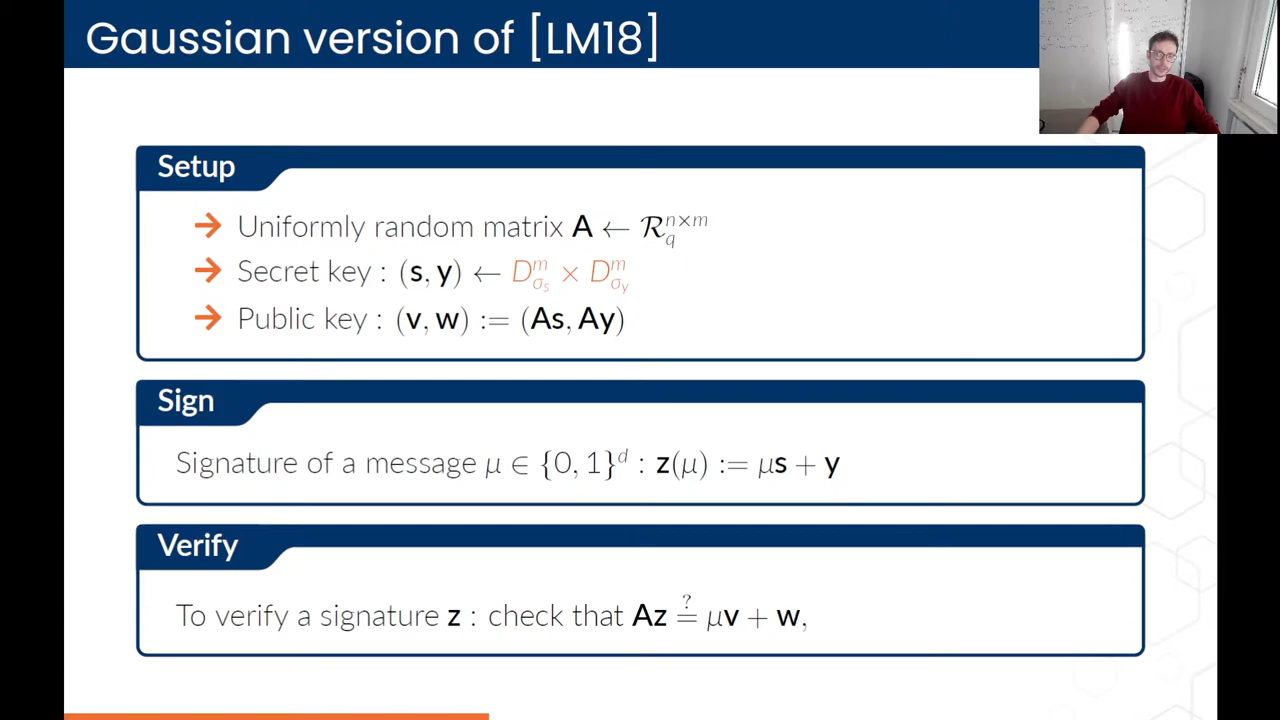 Gaussian version of [LM18]
Setup
→ Uniformly random matrix A ← R_q^{n×m}
→ Secret key : (s, y) ← D_{σ_s}^m × D_{σ_y}^m
→ Public key : (v, w) := (As, Ay)
Sign
Signature of a message μ ∈ {0, 1}^d : z(μ) := μs + y
Verify
To verify a signature z : check that Az ≟ μv + w,